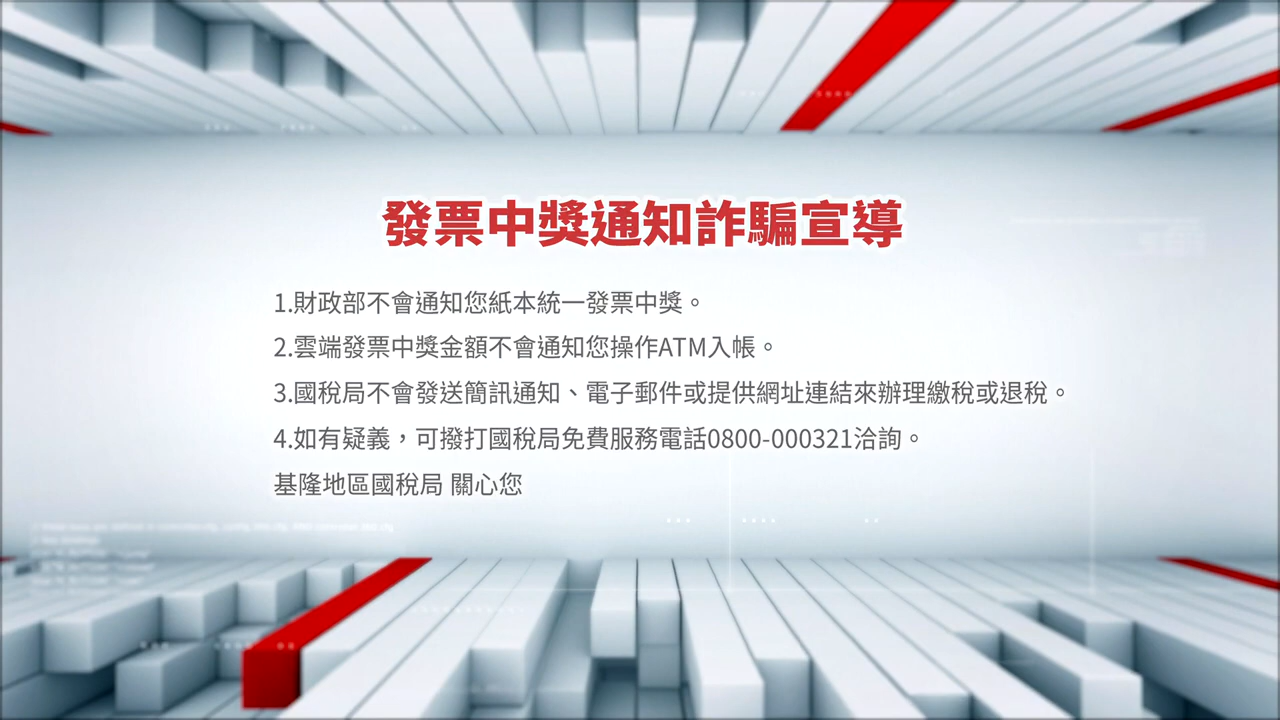 發票中獎通知詐騙宣導
1.財政部不會通知您紙本統一發票中獎。
2.雲端發票中獎金額不會通知您操作ATM入帳。
3.國稅局不會發送簡訊通知、電子郵件或提供網址連結來辦理繳稅或退稅。
4.如有疑義，可撥打國稅局免費服務電話0800-000321洽詢。
基隆地區國稅局 關心您